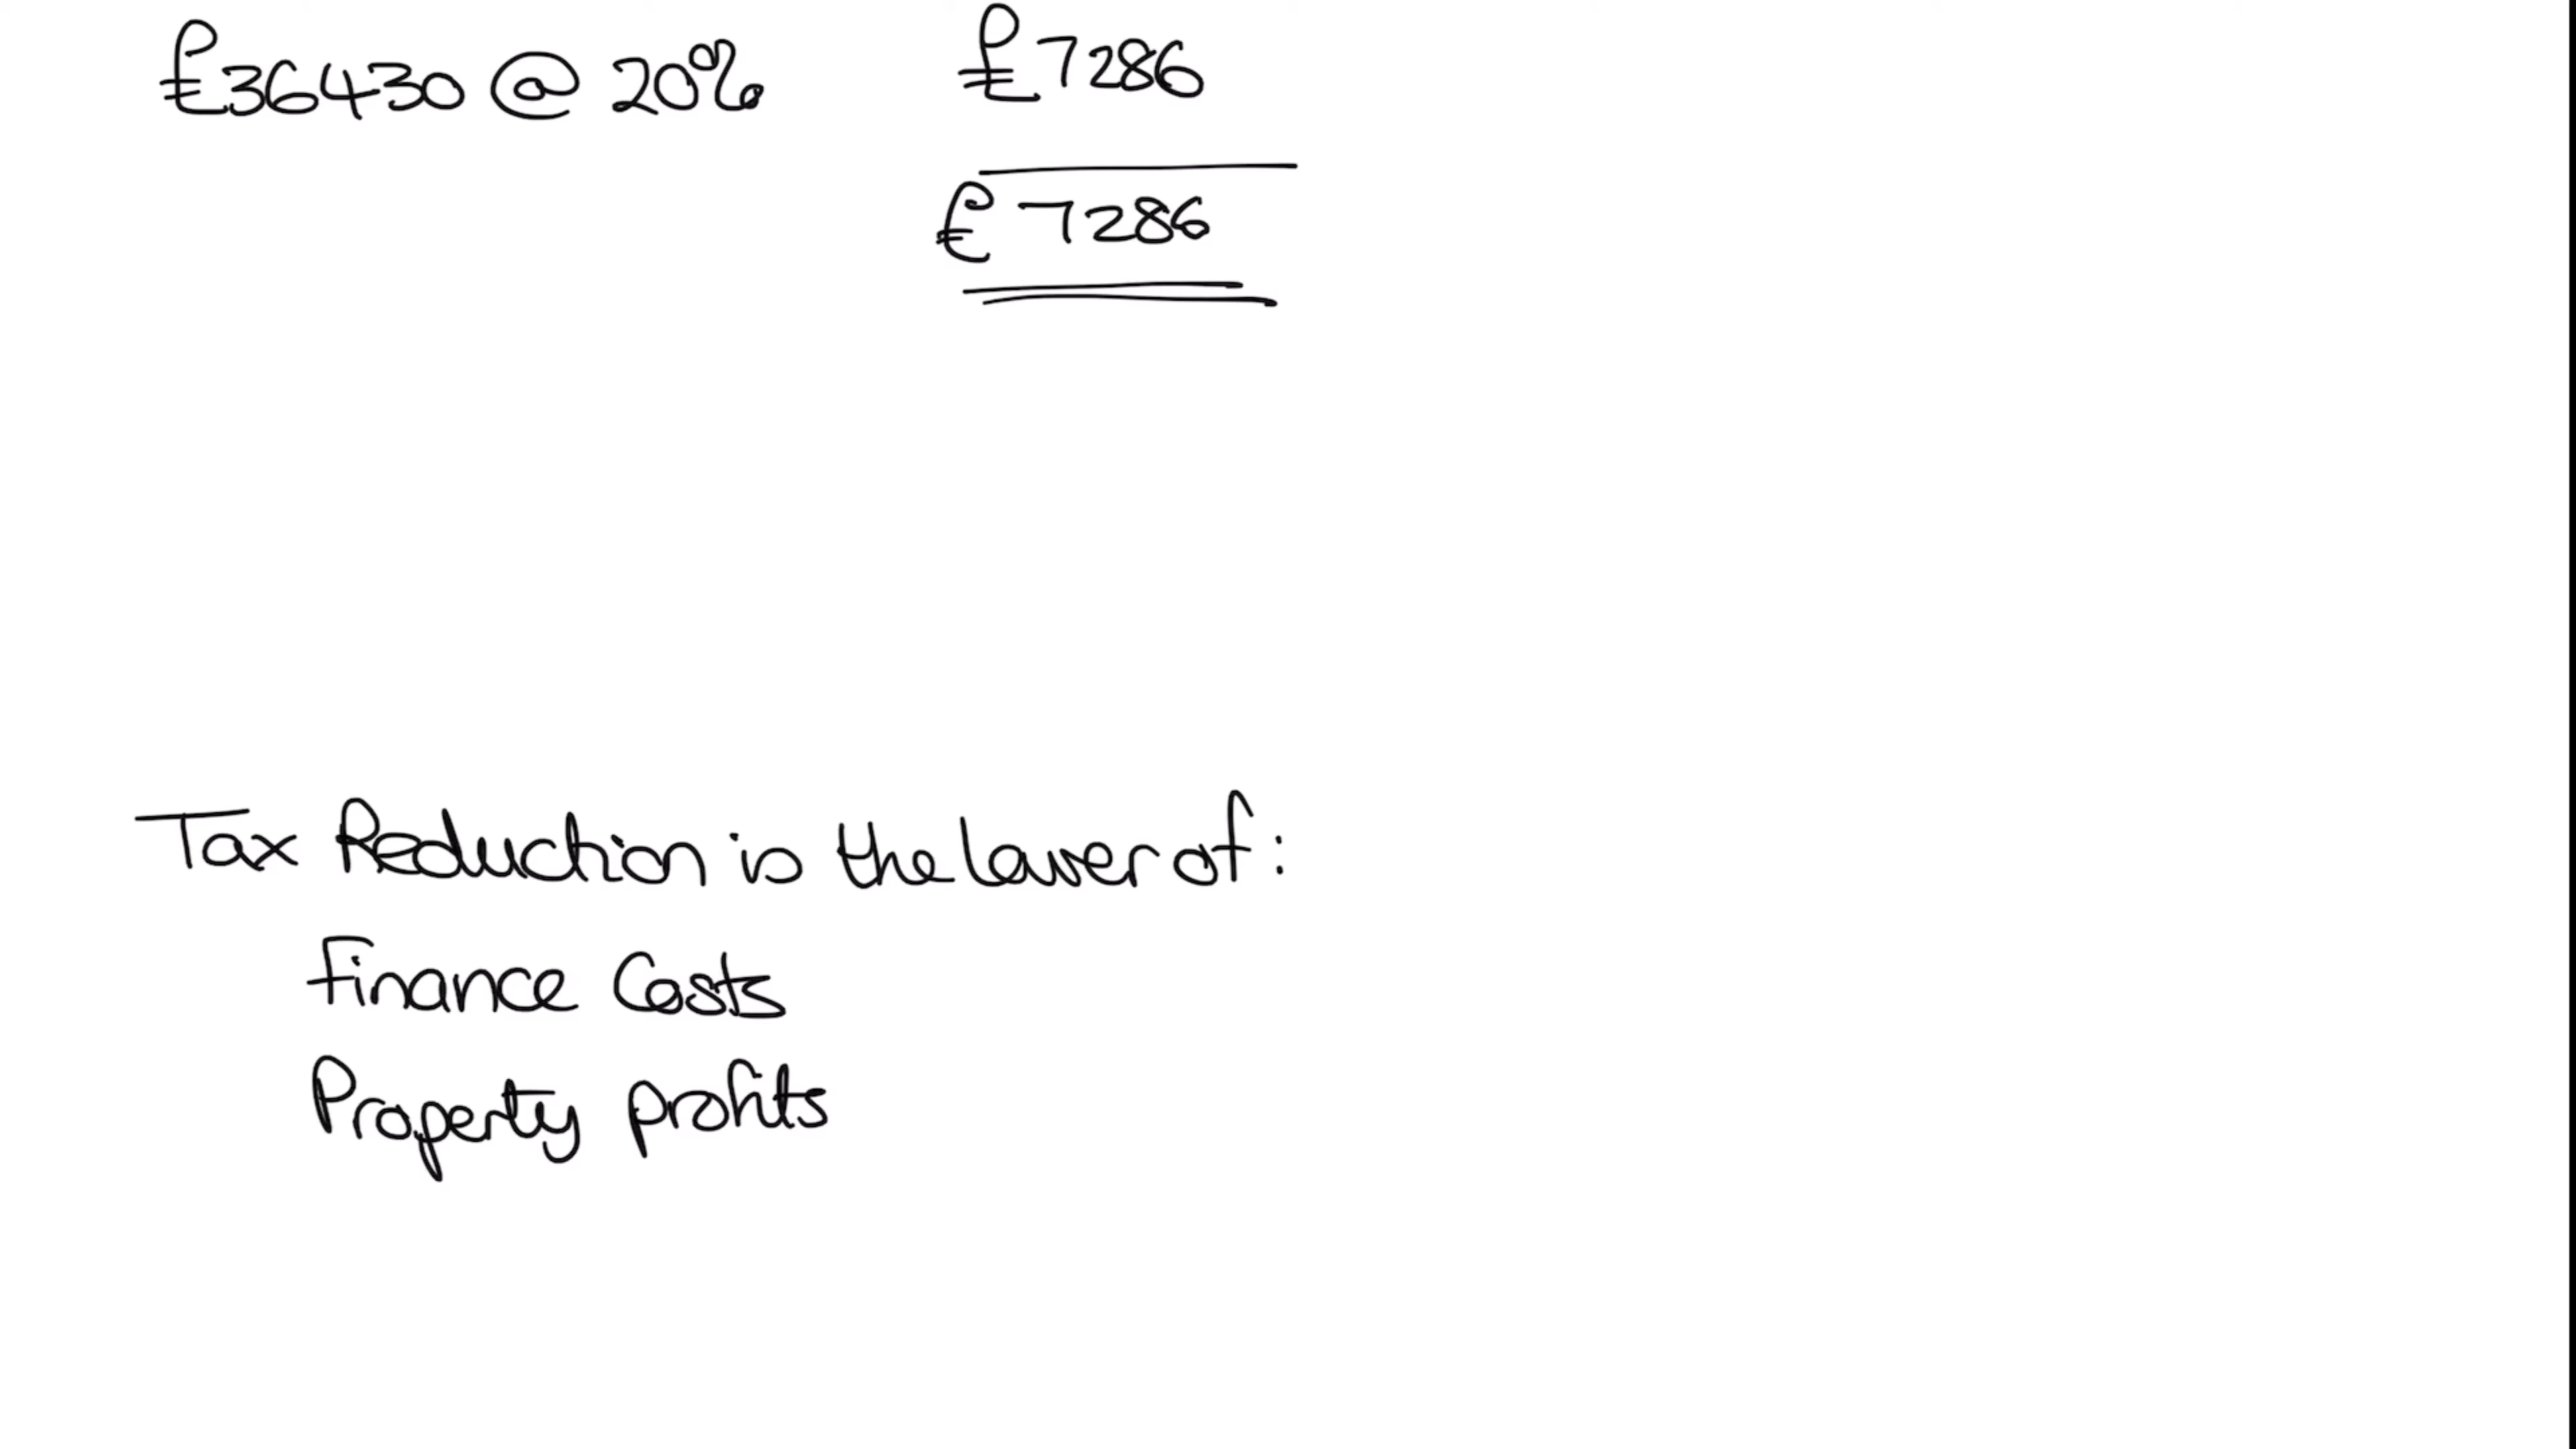 £36430 @ 20% £7286
£7286
Tax Reduction is the lower of:
Finance Costs
Property profits